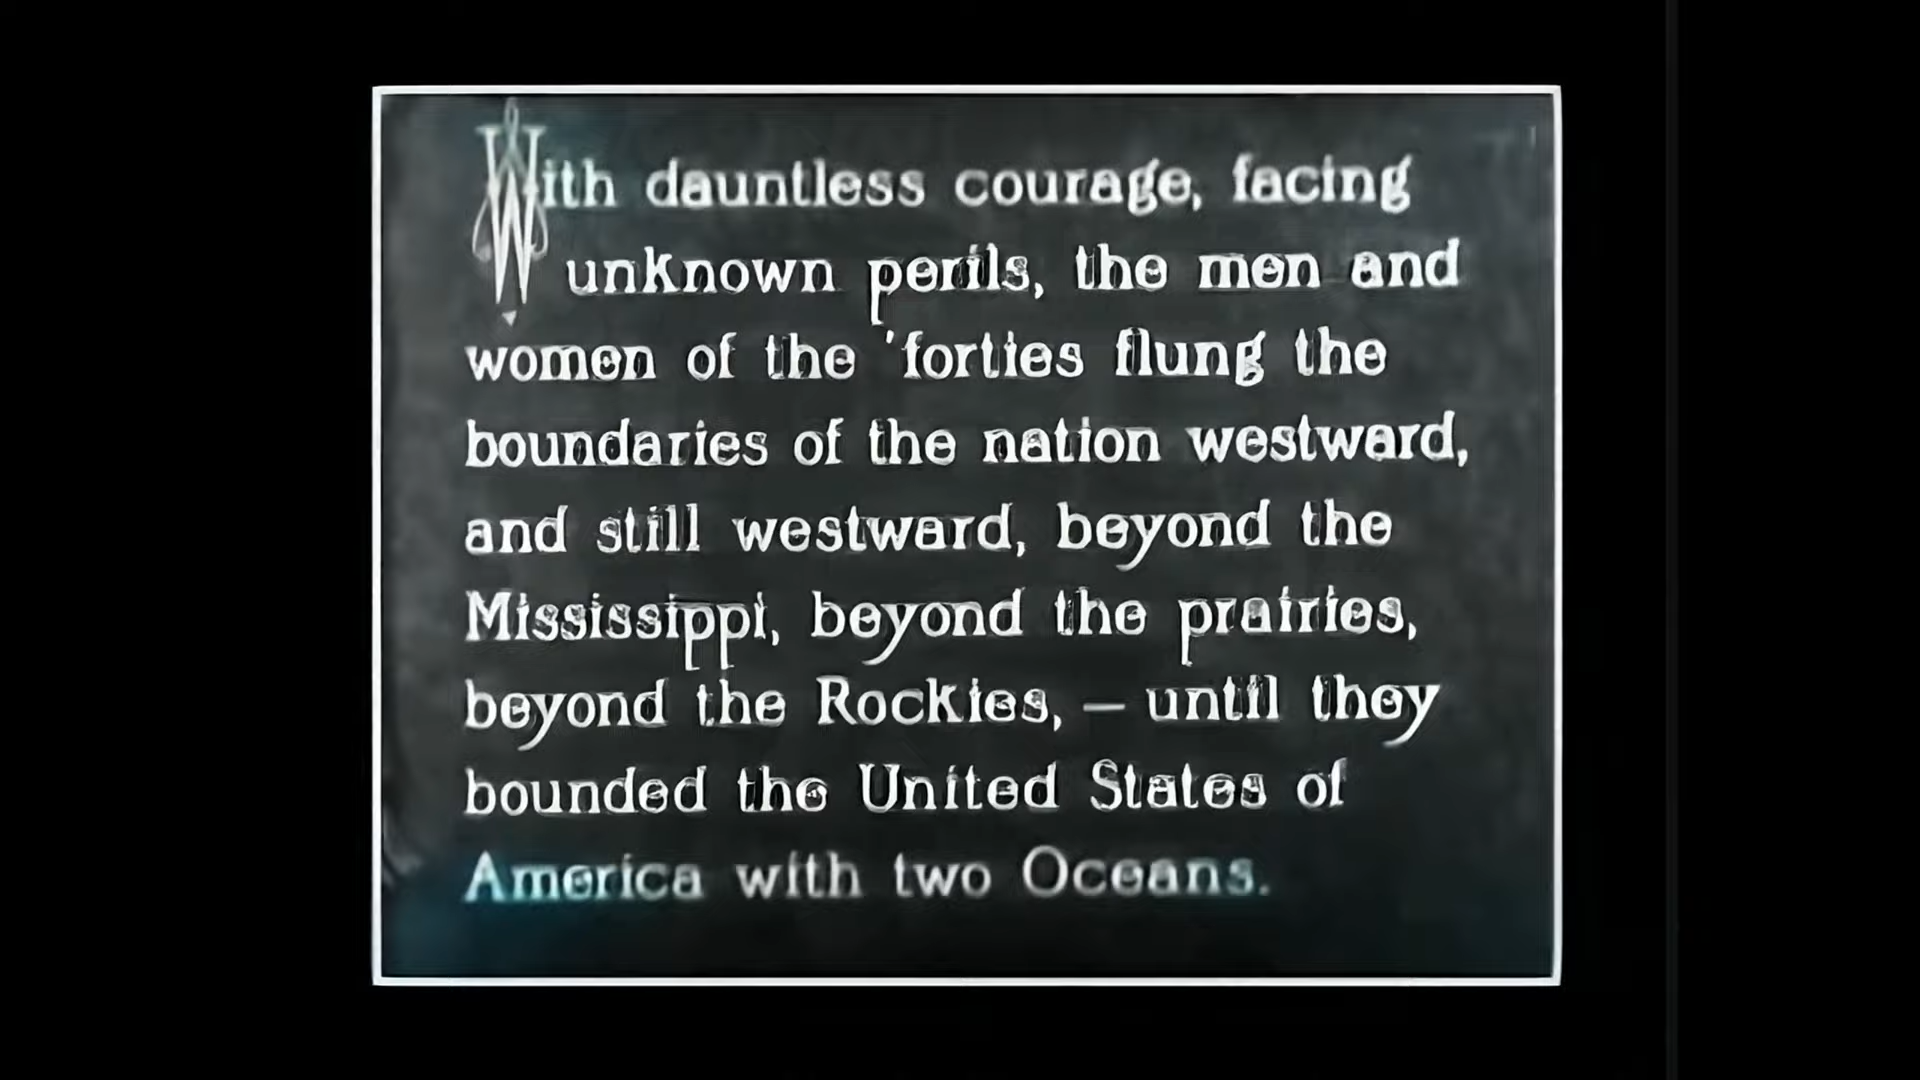 With dauntless courage, facing
unknown perils, the men and
women of the 'forties flung the
boundaries of the nation westward,
and still westward, beyond the
Mississippi, beyond the prairies,
beyond the Rockies, — until they
bounded the United States of
America with two Oceans.